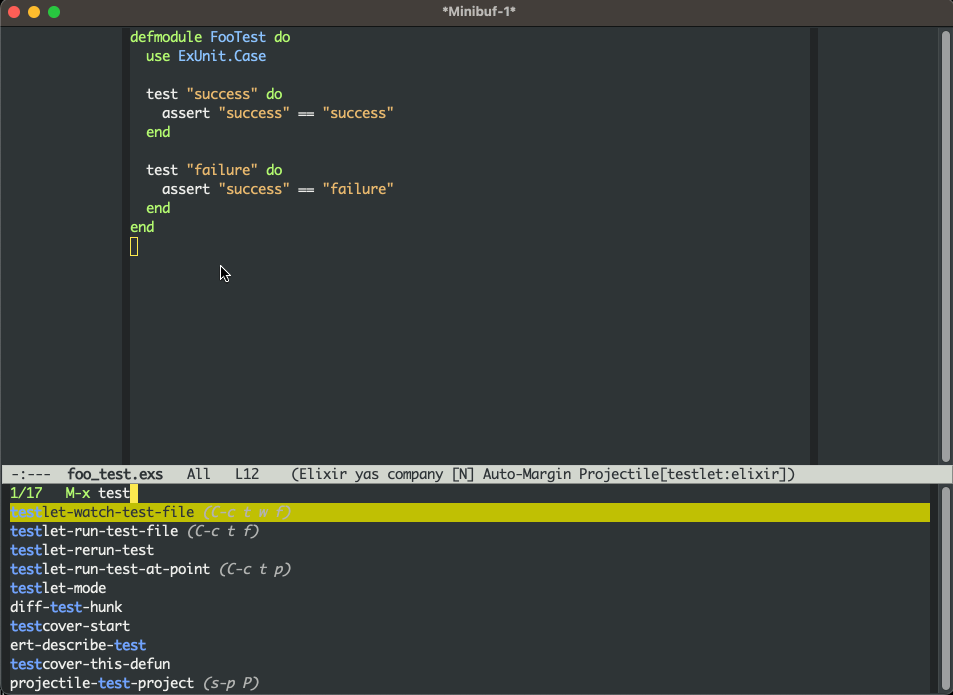 *Minibuf-1*
defmodule FooTest do
  use ExUnit.Case

  test "success" do
    assert "success" == "success"
  end

  test "failure" do
    assert "success" == "failure"
  end
end
-:---  foo_test.exs   All   L12    (Elixir yas company [N] Auto-Margin Projectile[testlet:elixir])
1/17   M-x test
testlet-watch-test-file (C-c t w f)
testlet-run-test-file (C-c t f)
testlet-rerun-test
testlet-run-test-at-point (C-c t p)
testlet-mode
diff-test-hunk
testcover-start
ert-describe-test
testcover-this-defun
projectile-test-project (s-p P)